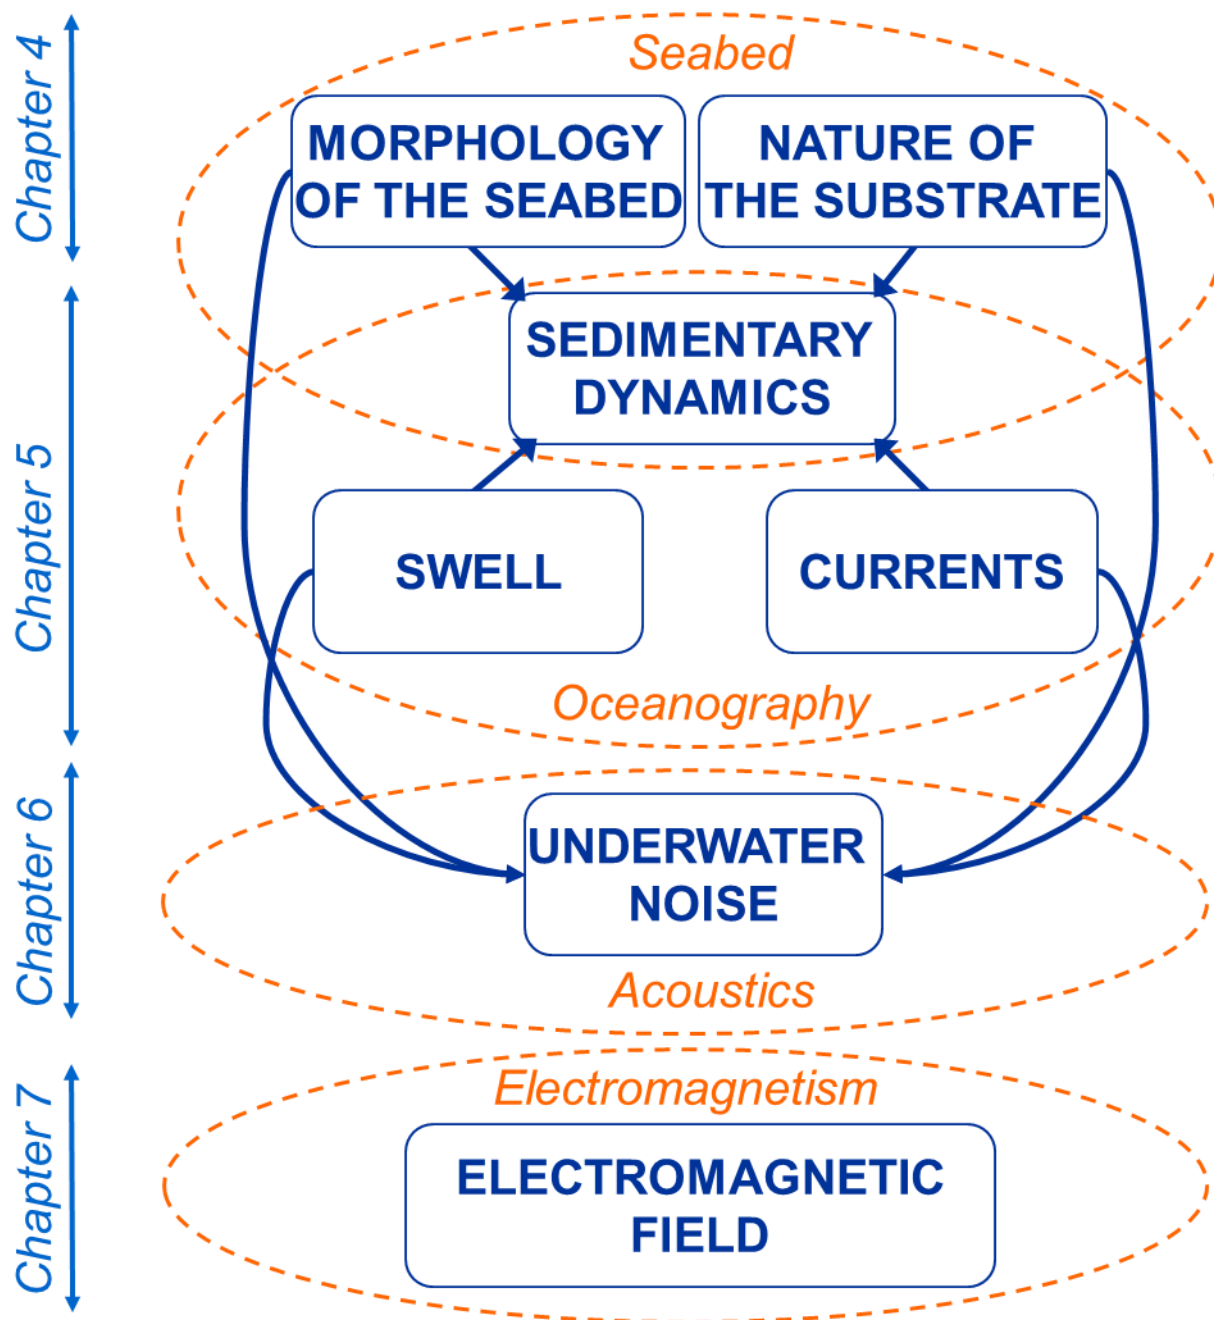 Chapter 4
Seabed
MORPHOLOGY
OF THE SEABED
NATURE OF
THE SUBSTRATE
Chapter 5
SEDIMENTARY
DYNAMICS
SWELL
CURRENTS
Oceanography
Chapter 6
UNDERWATER
NOISE
Acoustics
Chapter 7
Electromagnetism
ELECTROMAGNETIC
FIELD